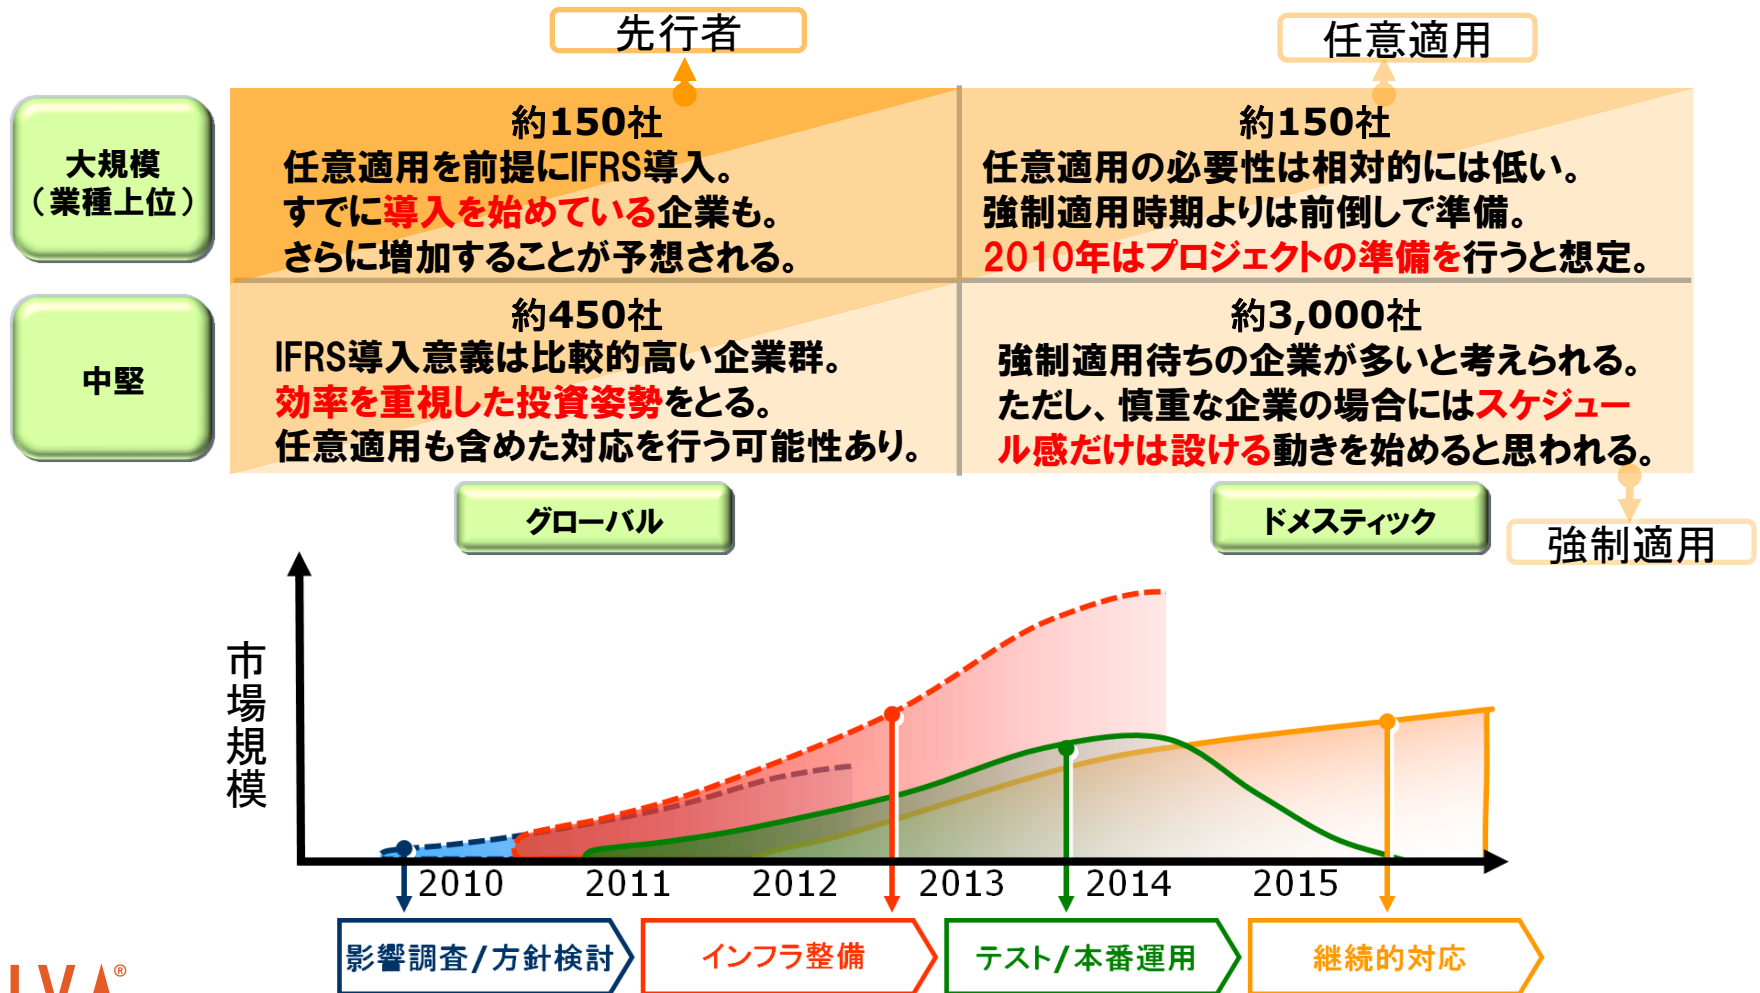 先行者
任意適用
大規模
（業種上位）
約150社
任意適用を前提にIFRS導入。
すでに導入を始めている企業も。
さらに増加することが予想される。
約150社
任意適用の必要性は相対的には低い。
強制適用時期よりは前倒しで準備。
2010年はプロジェクトの準備を行うと想定。
中堅
約450社
IFRS導入意義は比較的高い企業群。
効率を重視した投資姿勢をとる。
任意適用も含めた対応を行う可能性あり。
約3,000社
強制適用待ちの企業が多いと考えられる。
ただし、慎重な企業の場合にはスケジュー
ル感だけは設ける動きを始めると思われる。
グローバル
ドメスティック
強制適用
市場規模
2010
2011
2012
2013
2014
2015
影響調査/方針検討
インフラ整備
テスト/本番運用
継続的対応